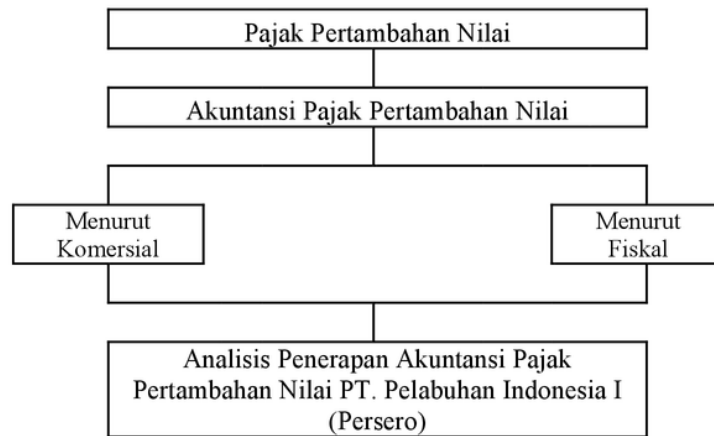 Pajak Pertambahan Nilai
Akuntansi Pajak Pertambahan Nilai
Menurut
Komersial
Menurut
Fiskal
Analisis Penerapan Akuntansi Pajak
Pertambahan Nilai PT. Pelabuhan Indonesia I
(Persero)